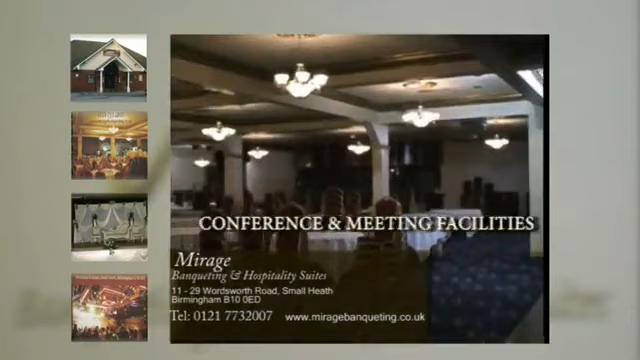 CONFERENCE & MEETING FACILITIES
Mirage
Banqueting & Hospitality Suites
11 - 29 Wordsworth Road, Small Heath
Birmingham B10 0ED
Tel: 0121 7732007 www.miragebanqueting.co.uk